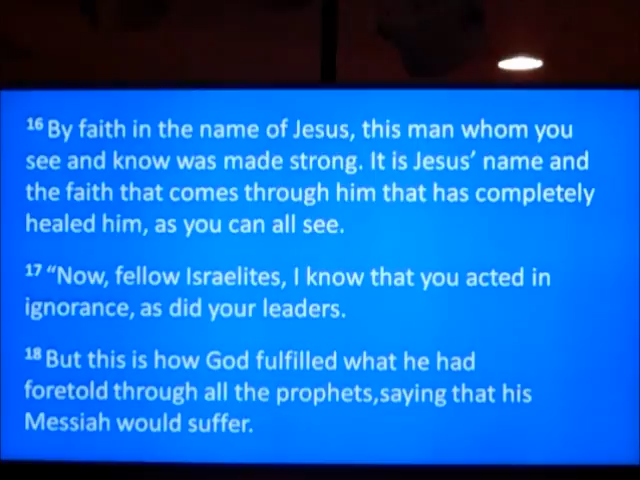 16 By faith in the name of Jesus, this man whom you
see and know was made strong. It is Jesus’ name and
the faith that comes through him that has completely
healed him, as you can all see.
17 “Now, fellow Israelites, I know that you acted in
ignorance, as did your leaders.
18 But this is how God fulfilled what he had
foretold through all the prophets,saying that his
Messiah would suffer.